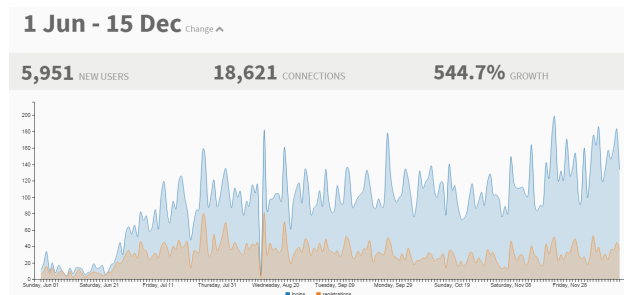 1 Jun - 15 Dec Change
5,951 NEW USERS 18,621 CONNECTIONS 544.7% GROWTH
200
180
160
140
120
100
80
60
40
20
0
Sunday, Jun 01 Saturday, Jun 21 Friday, Jul 11 Thursday, Jul 31 Wednesday, Aug 20 Tuesday, Sep 09 Monday, Sep 29 Sunday, Oct 19 Saturday, Nov 08 Friday, Nov 28
logins registrations